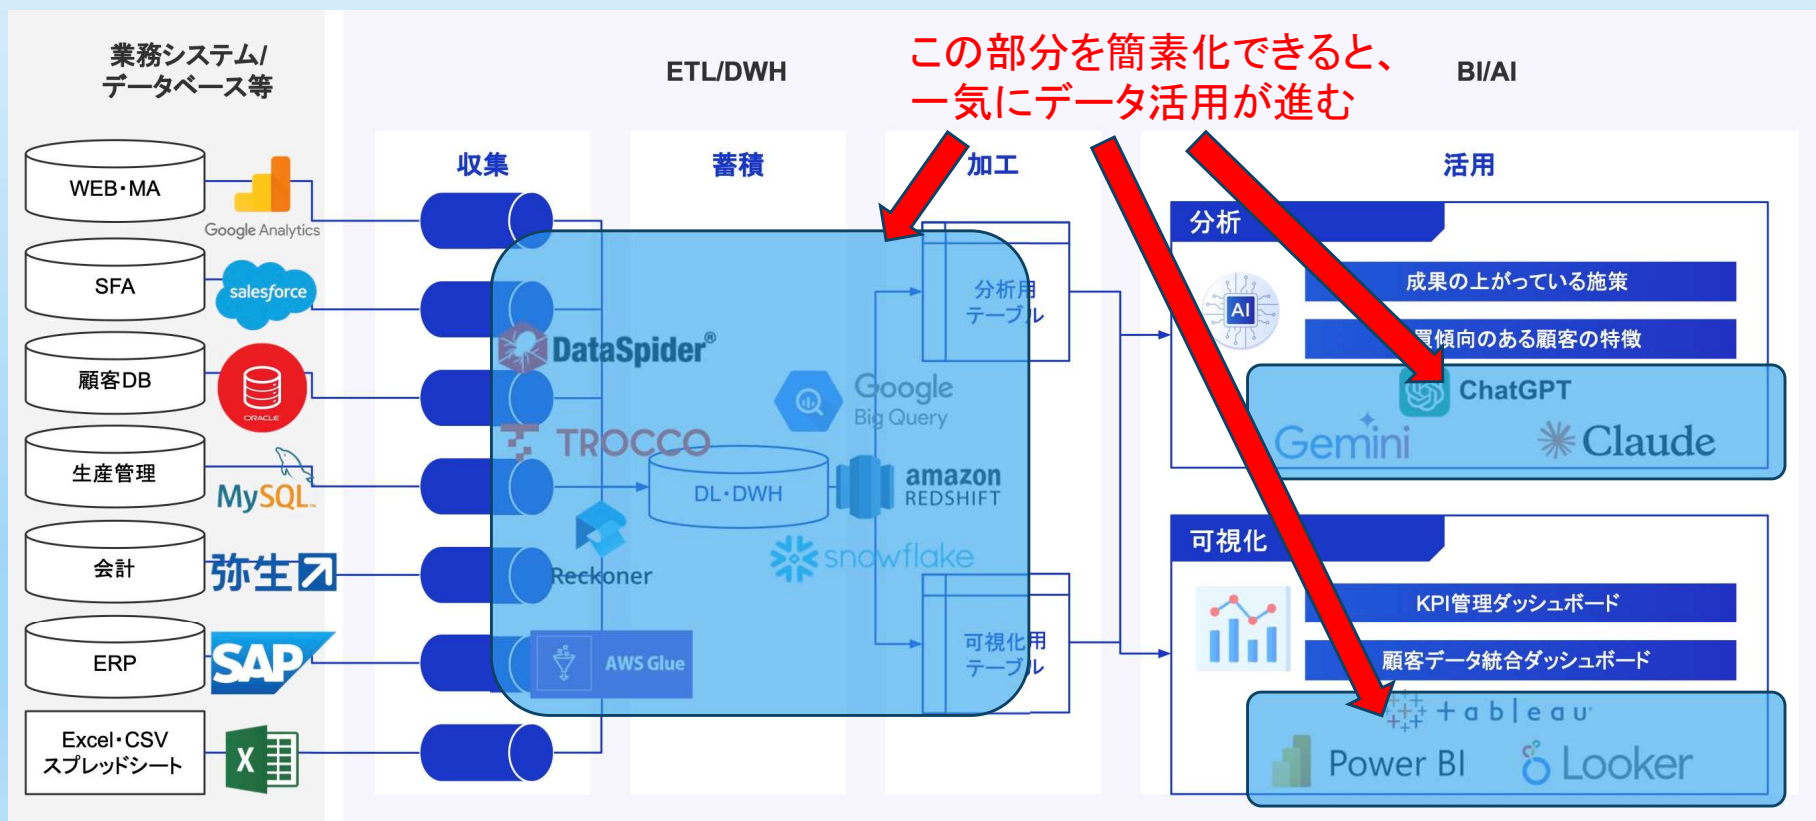 業務システム/
データベース等
ETL/DWH
この部分を簡素化できると、
一気にデータ活用が進む
BI/AI
収集
蓄積
加工
活用
WEB・MA
Google Analytics
SFA
salesforce
顧客DB
ORACLE
生産管理
MySQL
会計
弥生
ERP
SAP
Excel・CSV
スプレッドシート
X
DataSpider®
TROCCO
Reckoner
AWS Glue
Google
Big Query
DL・DWH
amazon
REDSHIFT
snowflake
分析用
テーブル
可視化用
テーブル
分析
AI
成果の上がっている施策
買傾向のある顧客の特徴
ChatGPT
Gemini
Claude
可視化
KPI管理ダッシュボード
顧客データ統合ダッシュボード
+ableau
Power BI
Looker